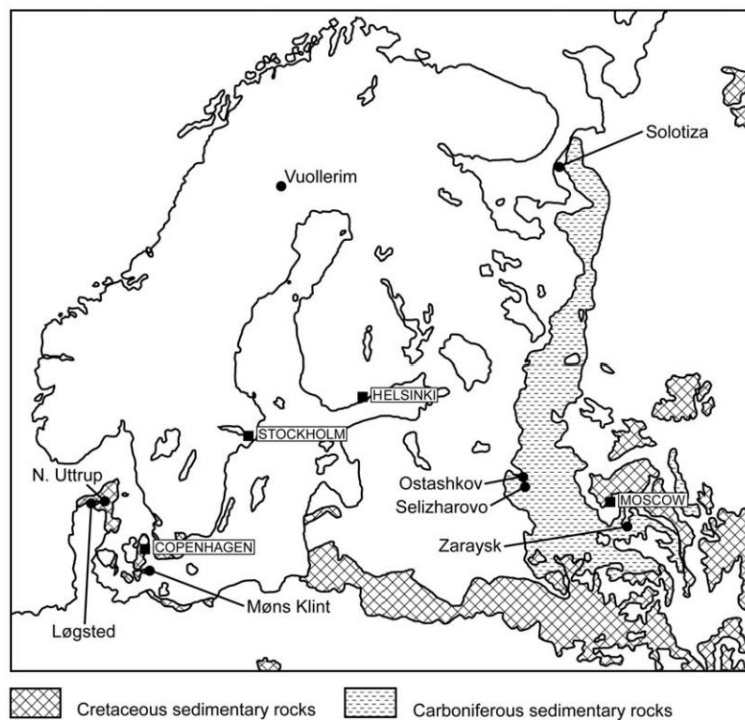 Solotiza
Vuollerim
HELSINKI
STOCKHOLM
Ostashkov
N. Uttrup
Selizharovo
MOSCOW
COPENHAGEN
Zaraysk
Møns Klint
Løgsted
Cretaceous sedimentary rocks
Carboniferous sedimentary rocks